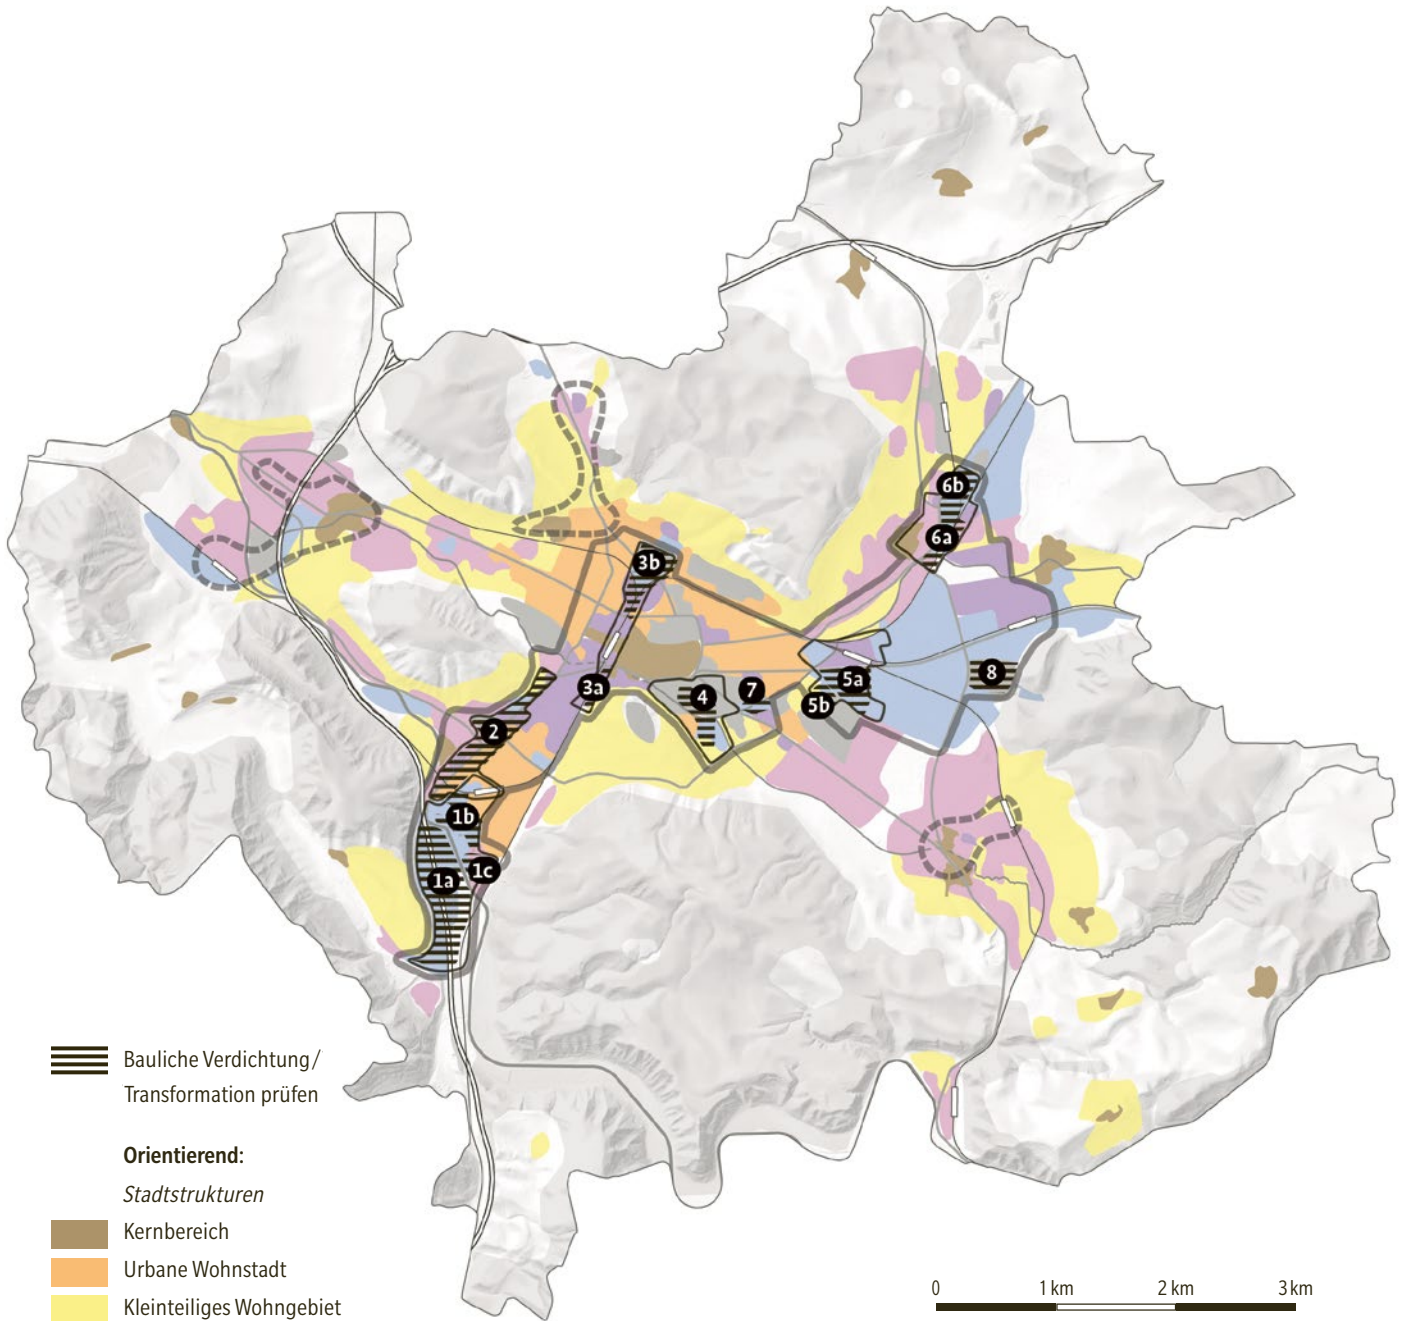 6b
6a
3b
8
5a
3a
7
4
5b
2
1b
1c
1a
Bauliche Verdichtung/
Transformation prüfen
Orientierend:
Stadtstrukturen
Kernbereich
Urbane Wohnstadt
Kleinteiliges Wohngebiet
0 1 km 2 km 3 km